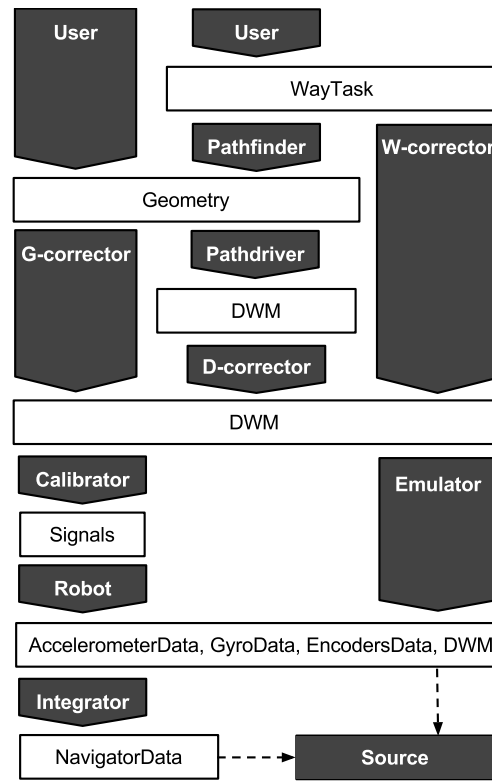 User
User
WayTask
Pathfinder
W-corrector
Geometry
G-corrector
Pathdriver
DWM
D-corrector
DWM
Calibrator
Emulator
Signals
Robot
AccelerometerData, GyroData, EncodersData, DWM
Integrator
NavigatorData
Source